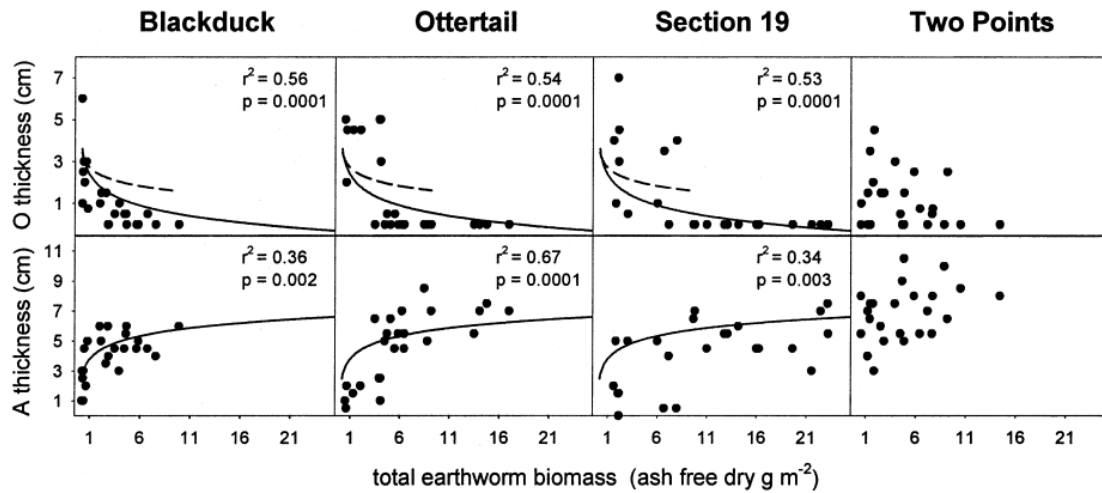 Blackduck Ottertail Section 19 Two Points
O thickness (cm)
7
5
3
1
r² = 0.56
p = 0.0001
r² = 0.54
p = 0.0001
r² = 0.53
p = 0.0001
A thickness (cm)
11
9
7
5
3
1
r² = 0.36
p = 0.002
r² = 0.67
p = 0.0001
r² = 0.34
p = 0.003
1 6 11 16 21 1 6 11 16 21 1 6 11 16 21 1 6 11 16 21
total earthworm biomass (ash free dry g m⁻²)